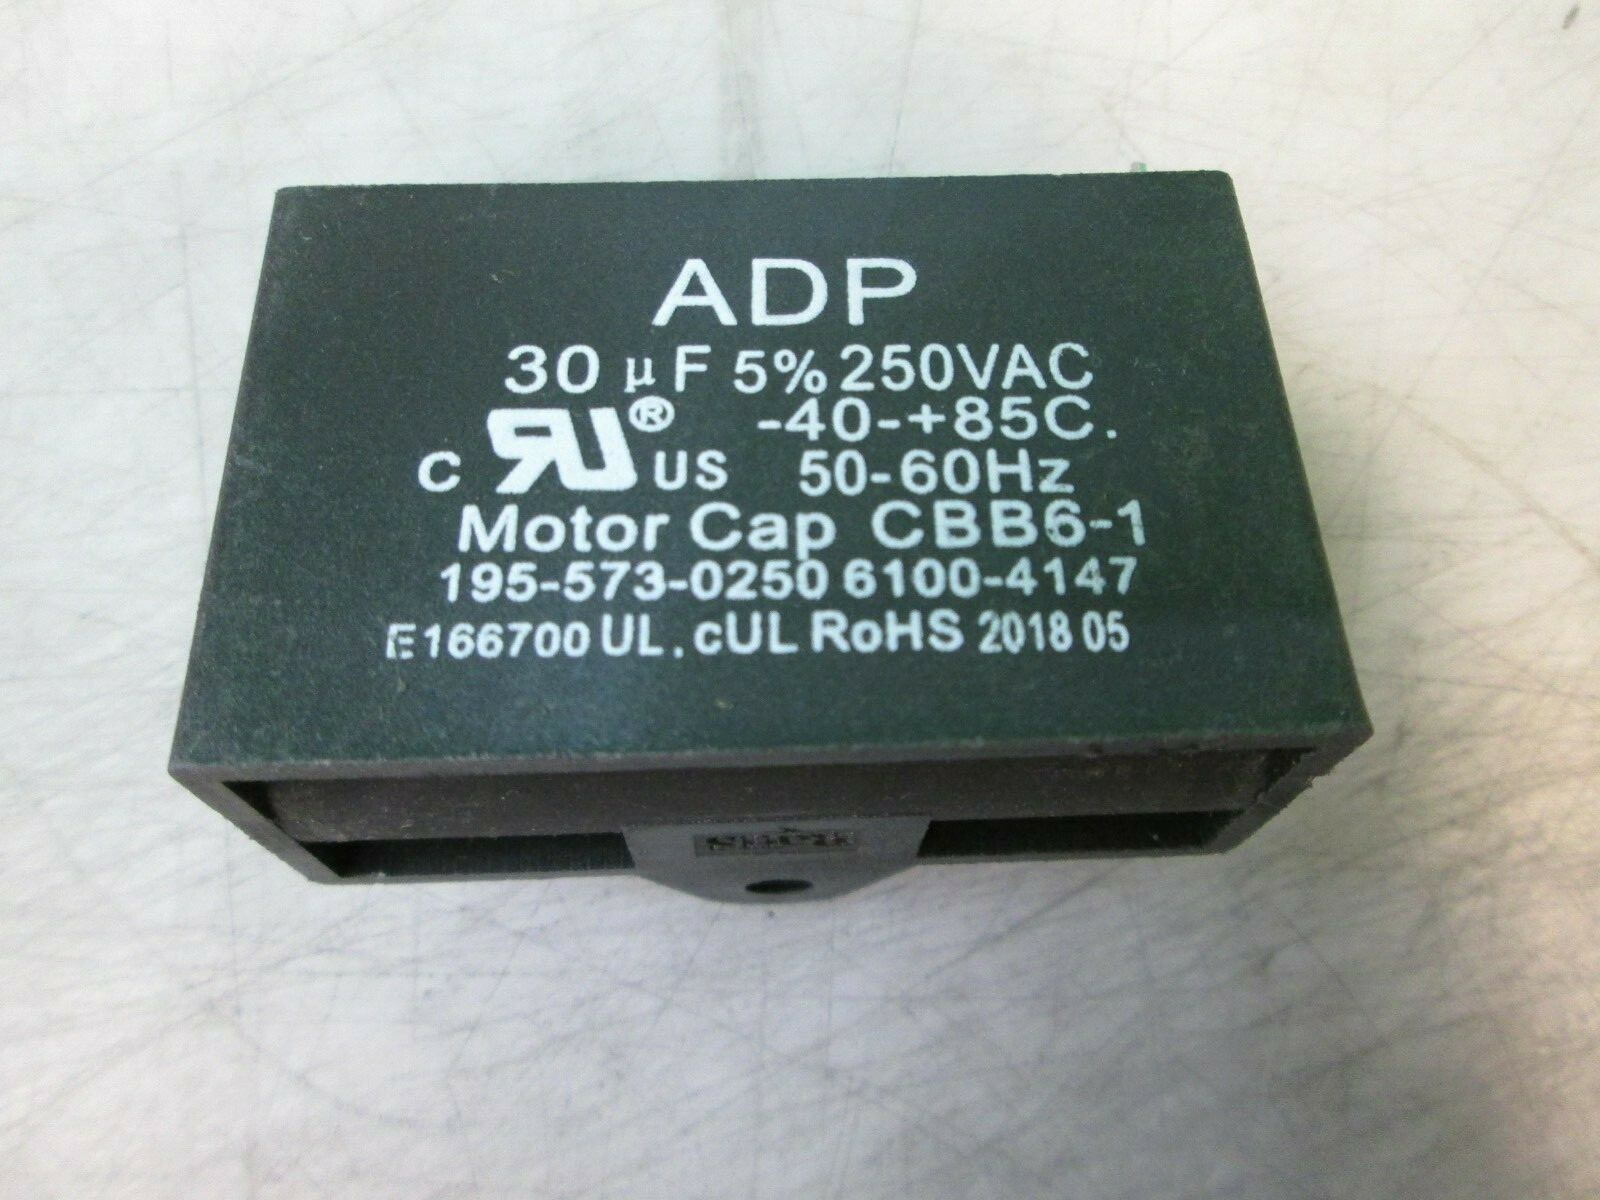 ADP
30 µF 5% 250VAC
-40-+85C.
C RU® US 50-60Hz
Motor Cap CBB6-1
195-573-0250 6100-4147
E166700 UL. cUL RoHS 2018 05